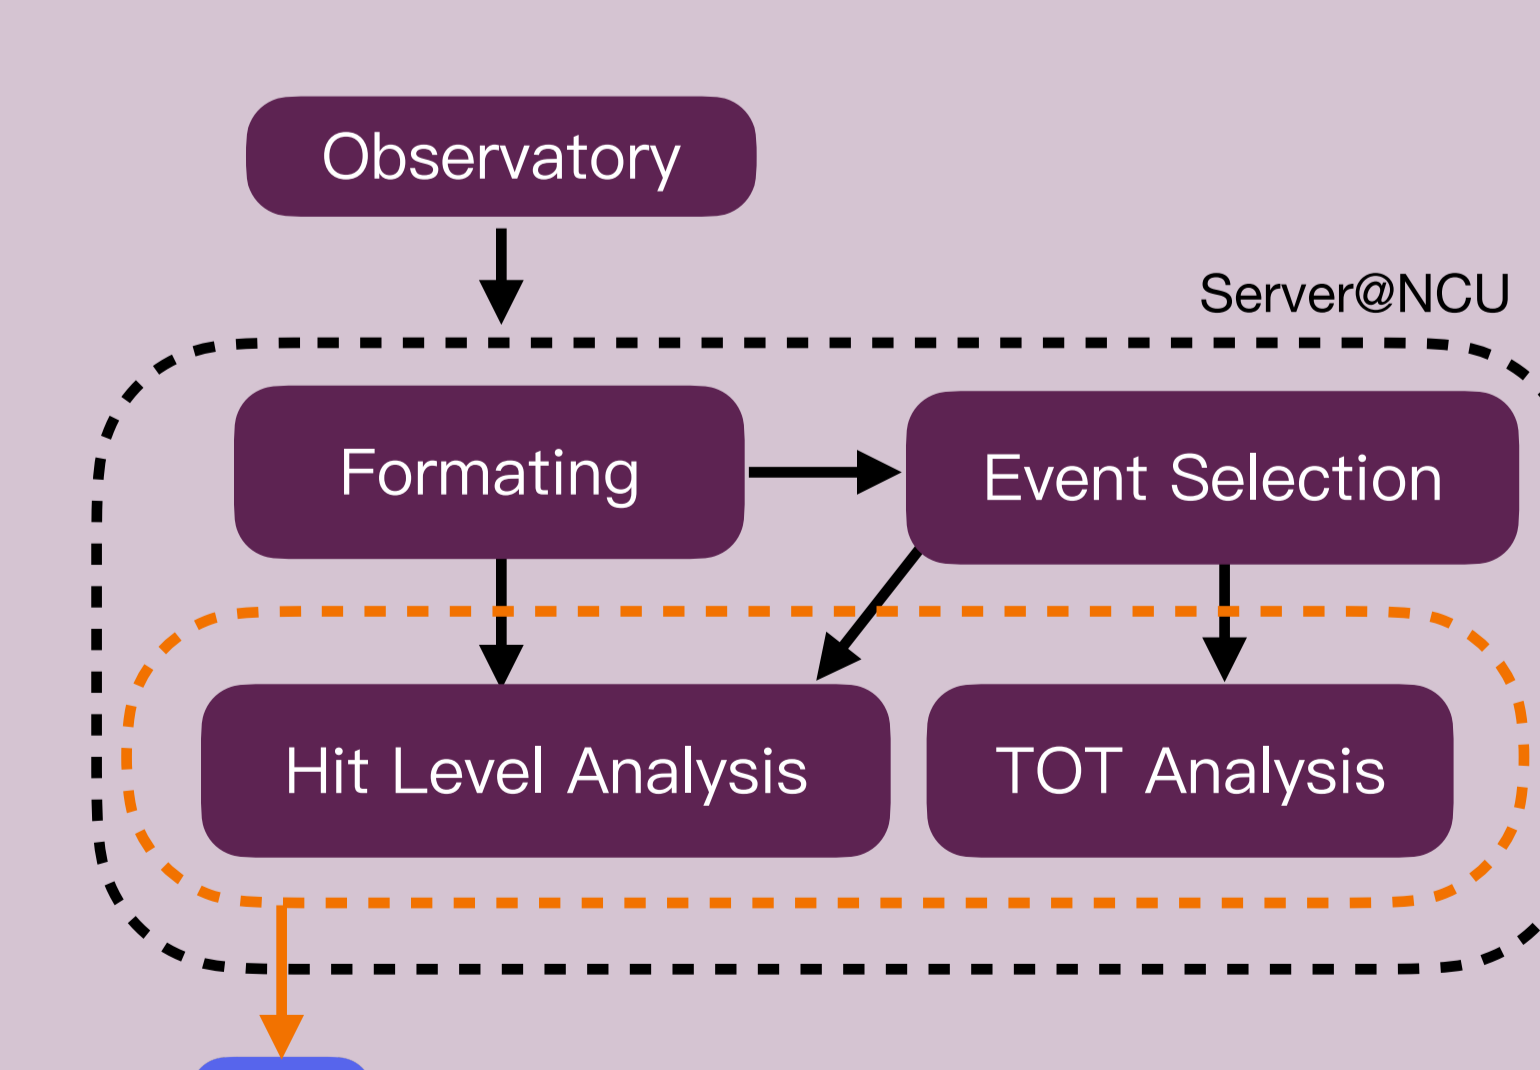 Observatory
Server@NCU
Formating
Event Selection
Hit Level Analysis
TOT Analysis